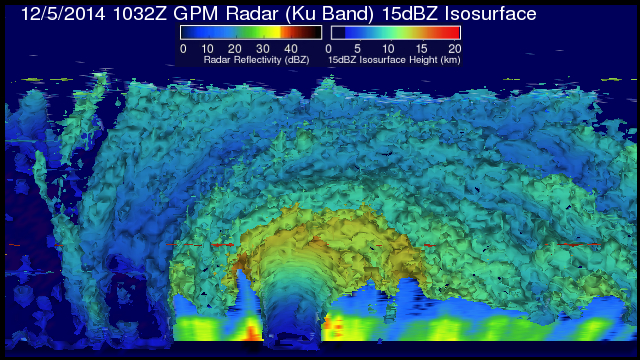 12/5/2014 1032Z GPM Radar (Ku Band) 15dBZ Isosurface
0 10 20 30 40 0 5 10 15 20
Radar Reflectivity (dBZ) 15dBZ Isosurface Height (km)